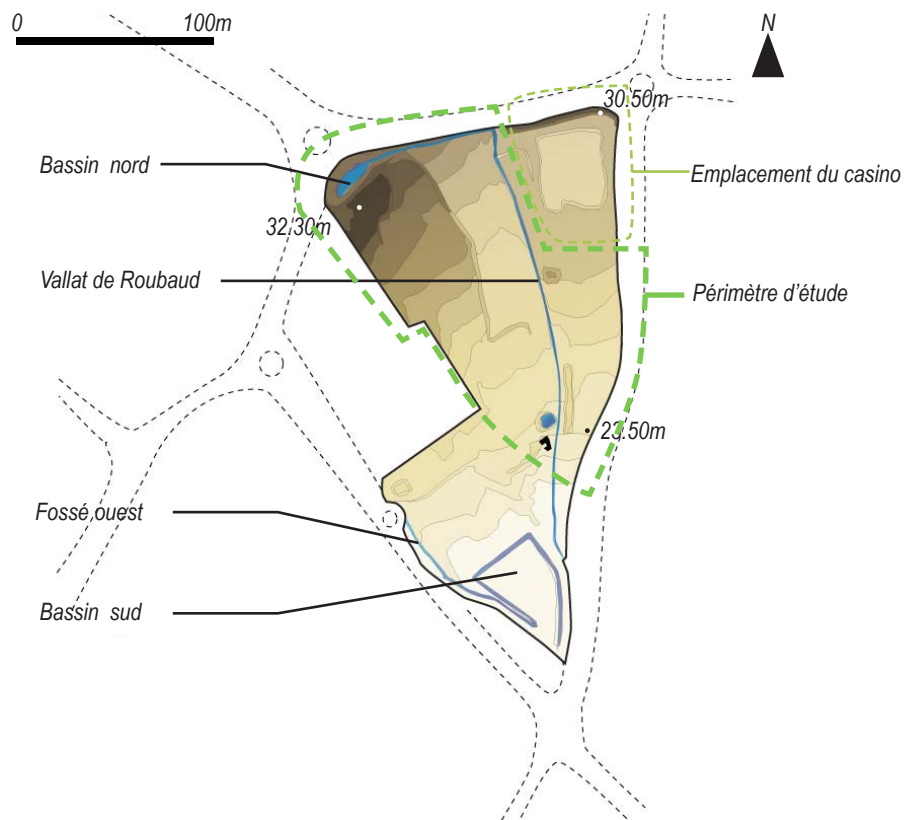 0 100m
N
30.50m
Bassin nord
Emplacement du casino
32.30m
Vallat de Roubaud
Périmètre d'étude
23.50m
Fossé ouest
Bassin sud